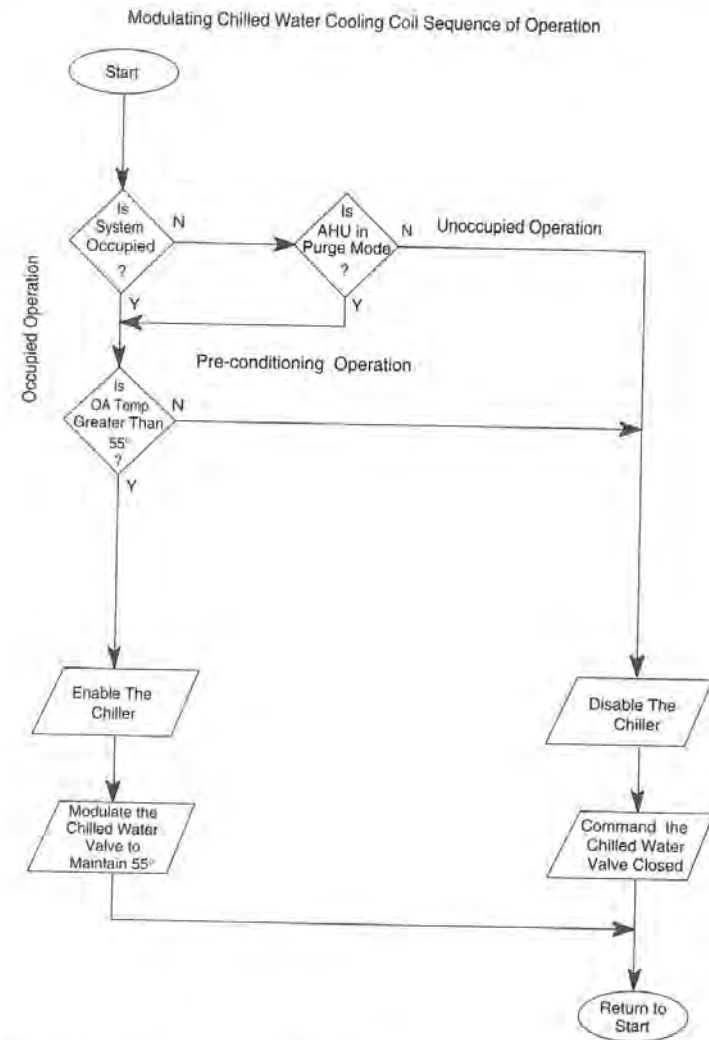 Modulating Chilled Water Cooling Coil Sequence of Operation
Start
Is
System
Occupied
?
N
Y
Is
AHU in
Purge Mode
?
N
Y
Unoccupied Operation
Occupied Operation
Pre-conditioning Operation
Is
OA Temp
Greater Than
55°
?
N
Y
Enable The
Chiller
Disable The
Chiller
Modulate the
Chilled Water
Valve to
Maintain 55°
Command the
Chilled Water
Valve Closed
Return to
Start